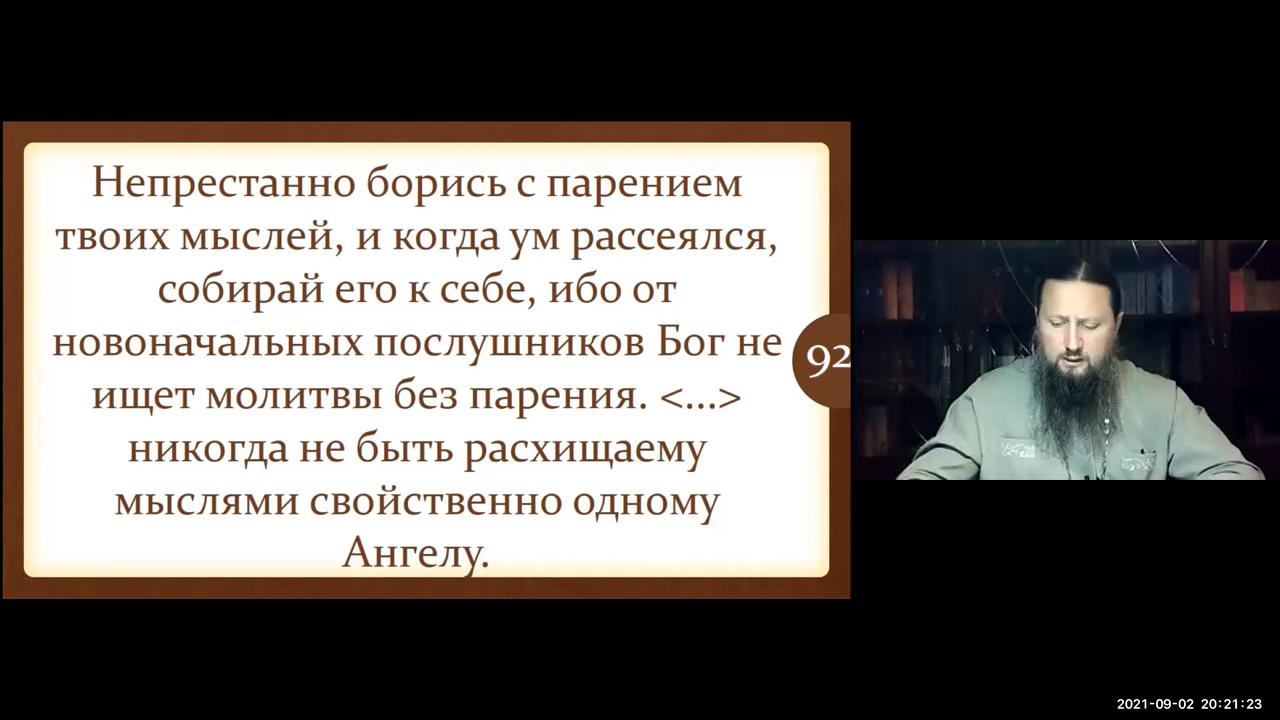 Непрестанно борись с парением
твоих мыслей, и когда ум рассеялся,
собирай его к себе, ибо от
новоначальных послушников Бог не
ищет молитвы без парения. <...>
никогда не быть расхищаему
мыслями свойственно одному
Ангелу.
92
2021-09-02 20:21:23